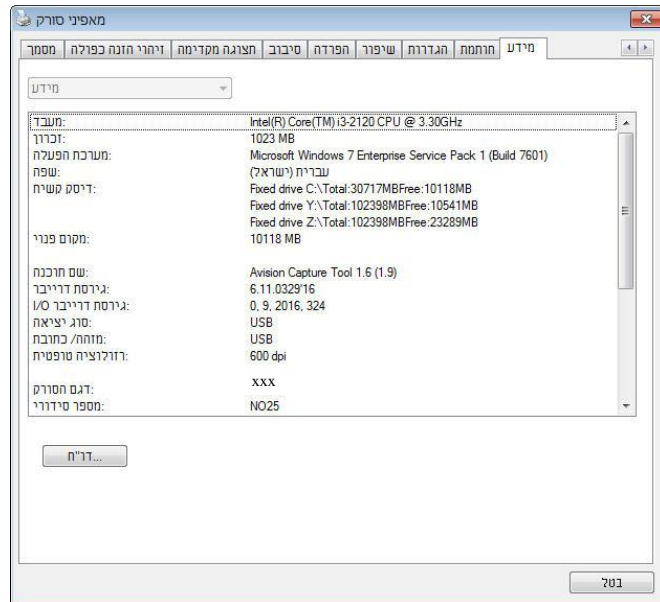 מאפיני סורק
מסמך זיהוי הזנה כפולה חצוגה מקדימה סיבוב הפרדה שיפור הגדרות חותמת מידע
מידע
מעבד: Intel(R) Core(TM) i3-2120 CPU @ 3.30GHz
זכרון: 1023 MB
מערכת הפעלה: Microsoft Windows 7 Enterprise Service Pack 1 (Build 7601)
שפה: עברית (ישראל)
דיסק קשיח: Fixed drive C:\Total:30717MBFree:10118MB
Fixed drive Y:\Total:102398MBFree:10541MB
Fixed drive Z:\Total:102398MBFree:23289MB
מקום פנוי: 10118 MB
שם תוכנה: Avision Capture Tool 1.6 (1.9)
גירסת דרייבר: 6.11.0329'16
גירסת דרייבר I/O: 0, 9, 2016, 324
סוג יציאה: USB
מזהה/ כתובת: USB
רזולוציה טרפטית: 600 dpi
דגם הסורק: xxx
מספר סידורי: NO25
דו"ח...
בטל